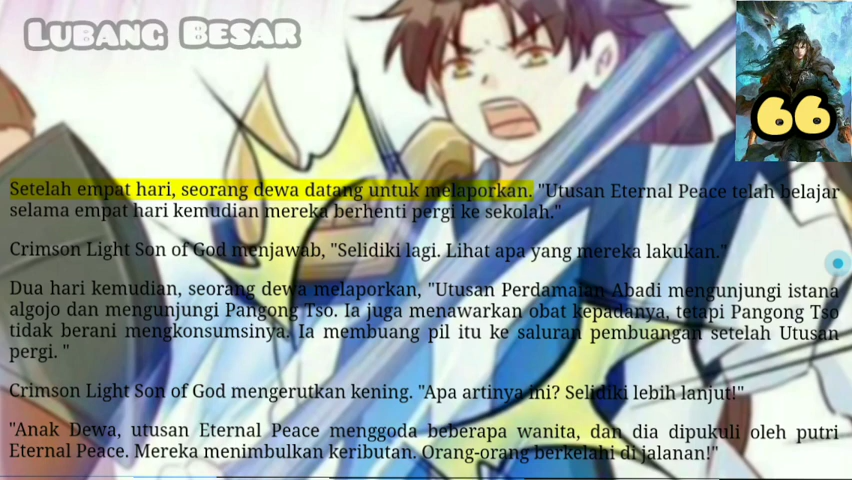 LUBANG BESAR
66
Setelah empat hari, seorang dewa datang untuk melaporkan. "Utusan Eternal Peace telah belajar
selama empat hari kemudian mereka berhenti pergi ke sekolah."
Crimson Light Son of God menjawab, "Selidiki lagi. Lihat apa yang mereka lakukan."
Dua hari kemudian, seorang dewa melaporkan, "Utusan Perdamaian Abadi mengunjungi istana
algojo dan mengunjungi Pangong Tso. Ia juga menawarkan obat kepadanya, tetapi Pangong Tso
tidak berani mengkonsumsinya. Ia membuang pil itu ke saluran pembuangan setelah Utusan
pergi. "
Crimson Light Son of God mengerutkan kening. "Apa artinya ini? Selidiki lebih lanjut!"
"Anak Dewa, utusan Eternal Peace menggoda beberapa wanita, dan dia dipukuli oleh putri
Eternal Peace. Mereka menimbulkan keributan. Orang-orang berkelahi di jalanan!"